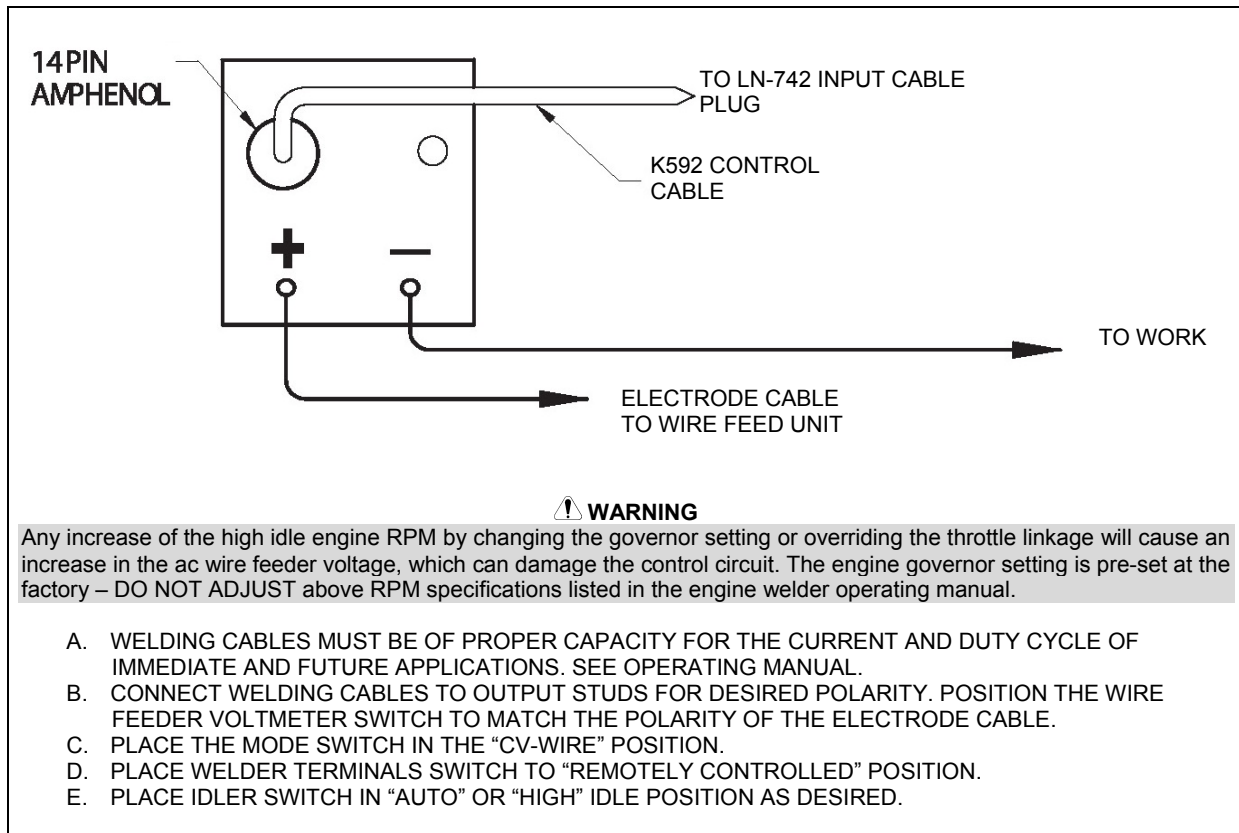 14 PIN
AMPHENOL
TO LN-742 INPUT CABLE
PLUG
K592 CONTROL
CABLE
+ −
TO WORK
ELECTRODE CABLE
TO WIRE FEED UNIT
WARNING
Any increase of the high idle engine RPM by changing the governor setting or overriding the throttle linkage will cause an
increase in the ac wire feeder voltage, which can damage the control circuit. The engine governor setting is pre-set at the
factory – DO NOT ADJUST above RPM specifications listed in the engine welder operating manual.
A. WELDING CABLES MUST BE OF PROPER CAPACITY FOR THE CURRENT AND DUTY CYCLE OF
IMMEDIATE AND FUTURE APPLICATIONS. SEE OPERATING MANUAL.
B. CONNECT WELDING CABLES TO OUTPUT STUDS FOR DESIRED POLARITY. POSITION THE WIRE
FEEDER VOLTMETER SWITCH TO MATCH THE POLARITY OF THE ELECTRODE CABLE.
C. PLACE THE MODE SWITCH IN THE “CV-WIRE” POSITION.
D. PLACE WELDER TERMINALS SWITCH TO “REMOTELY CONTROLLED” POSITION.
E. PLACE IDLER SWITCH IN “AUTO” OR “HIGH” IDLE POSITION AS DESIRED.